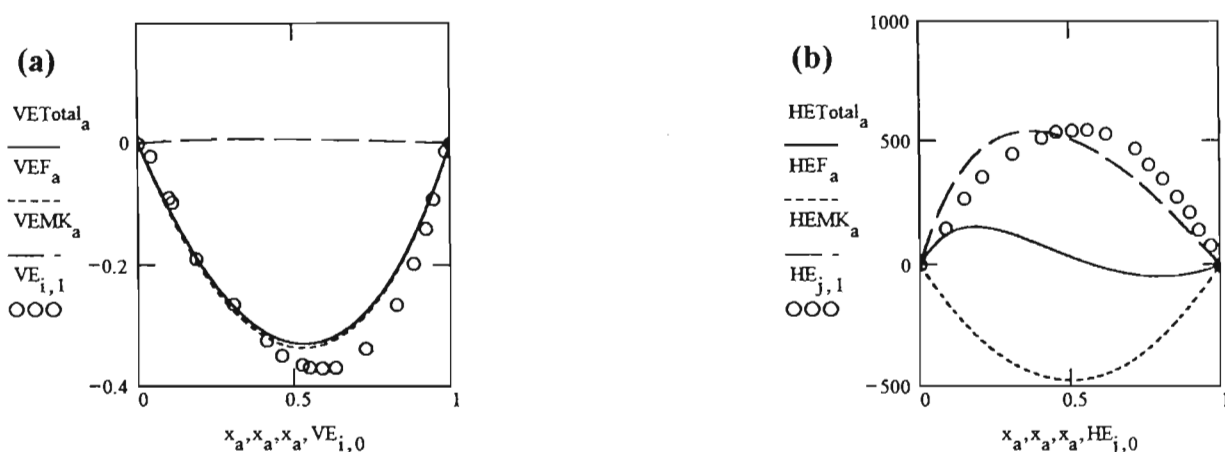 (a)
VETotal_a
VEF_a
VEMK_a
VE_i,1
0
−0.2
−0.4
0
0.5
1
x_a,x_a,x_a,VE_i,0
(b)
HETotal_a
HEF_a
HEMK_a
HE_j,1
1000
500
0
−500
0
0.5
1
x_a,x_a,x_a,HE_j,0